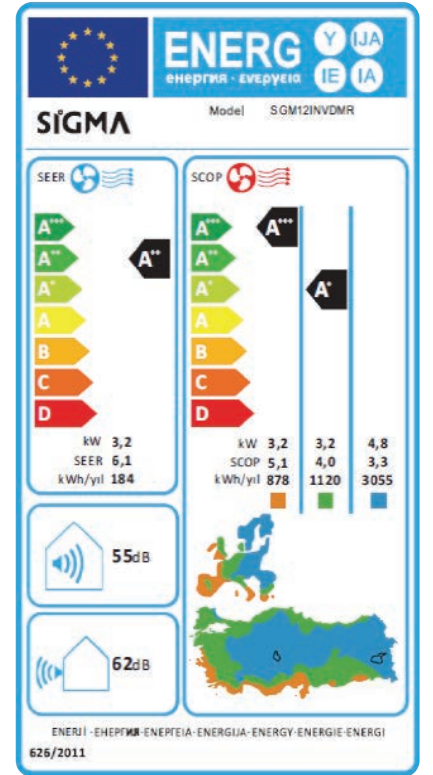 ENERG
енергия · ενεργεια
Y IJA
IE IA
SIGMA
Model SGM12INVDMR
SEER
SCOP
A+++
A++
A+
A
B
C
D
A++
kW 3,2
SEER 6,1
kWh/yıl 184
A+++
A++
A+
A
B
C
D
A+++
A+
kW 3,2 3,2 4,8
SCOP 5,1 4,0 3,3
kWh/yıl 878 1120 3055
55dB
62dB
ENERJİ · ЕНЕРГИЯ · ΕΝΕΡΓΕΙΑ · ENERGIJA · ENERGY · ENERGIE · ENERGI
626/2011